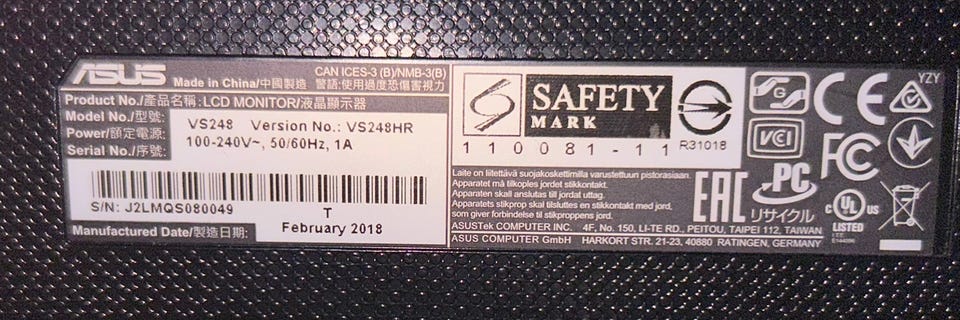 ASUS
Made in China/中國製造
CAN ICES-3 (B)/NMB-3(B)
警語:使用過度恐傷害視力
Product No./產品名稱:LCD MONITOR/液晶顯示器
Model No./型號: VS248 Version No.: VS248HR
Power/額定電源: 100-240V~, 50/60Hz, 1A
Serial No./序號:
S/N: J2LMQS080049
T
Manufactured Date/製造日期: February 2018
S
SAFETY
MARK
110081-11
R31018
Laite on liitettävä suojakoskettimilla varustettuun pistorasiaan.
Apparatet må tilkoples jordet stikkontakt.
Apparaten skall anslutas till jordat uttag.
Apparatets stikprop skal tilsluttes en stikkontakt med jord,
som giver forbindelse til stikproppens jord.
ASUSTek COMPUTER INC. 4F, No. 150, LI-TE RD., PEITOU, TAIPEI 112, TAIWAN
ASUS COMPUTER GmbH HARKORT STR. 21-23, 40880 RATINGEN, GERMANY
G
CE
YZY
VCI
FC
EAC
PC
リサイクル
c UL US
LISTED
I.T.E.